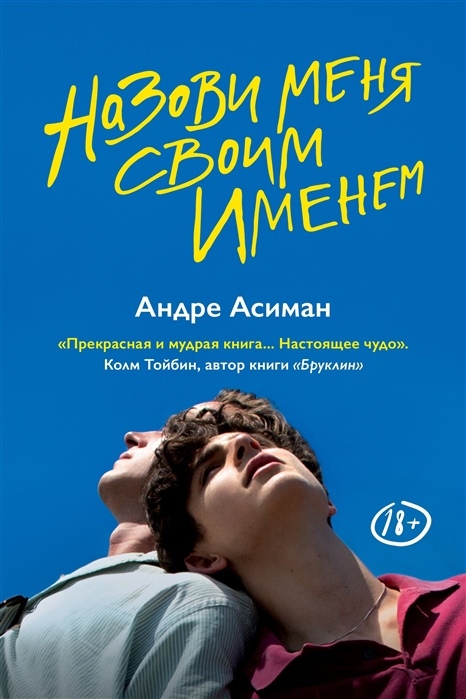 Назови меня
своим
именем
Андре Асиман
«Прекрасная и мудрая книга... Настоящее чудо».
Колм Тойбин, автор книги «Бруклин»
18+